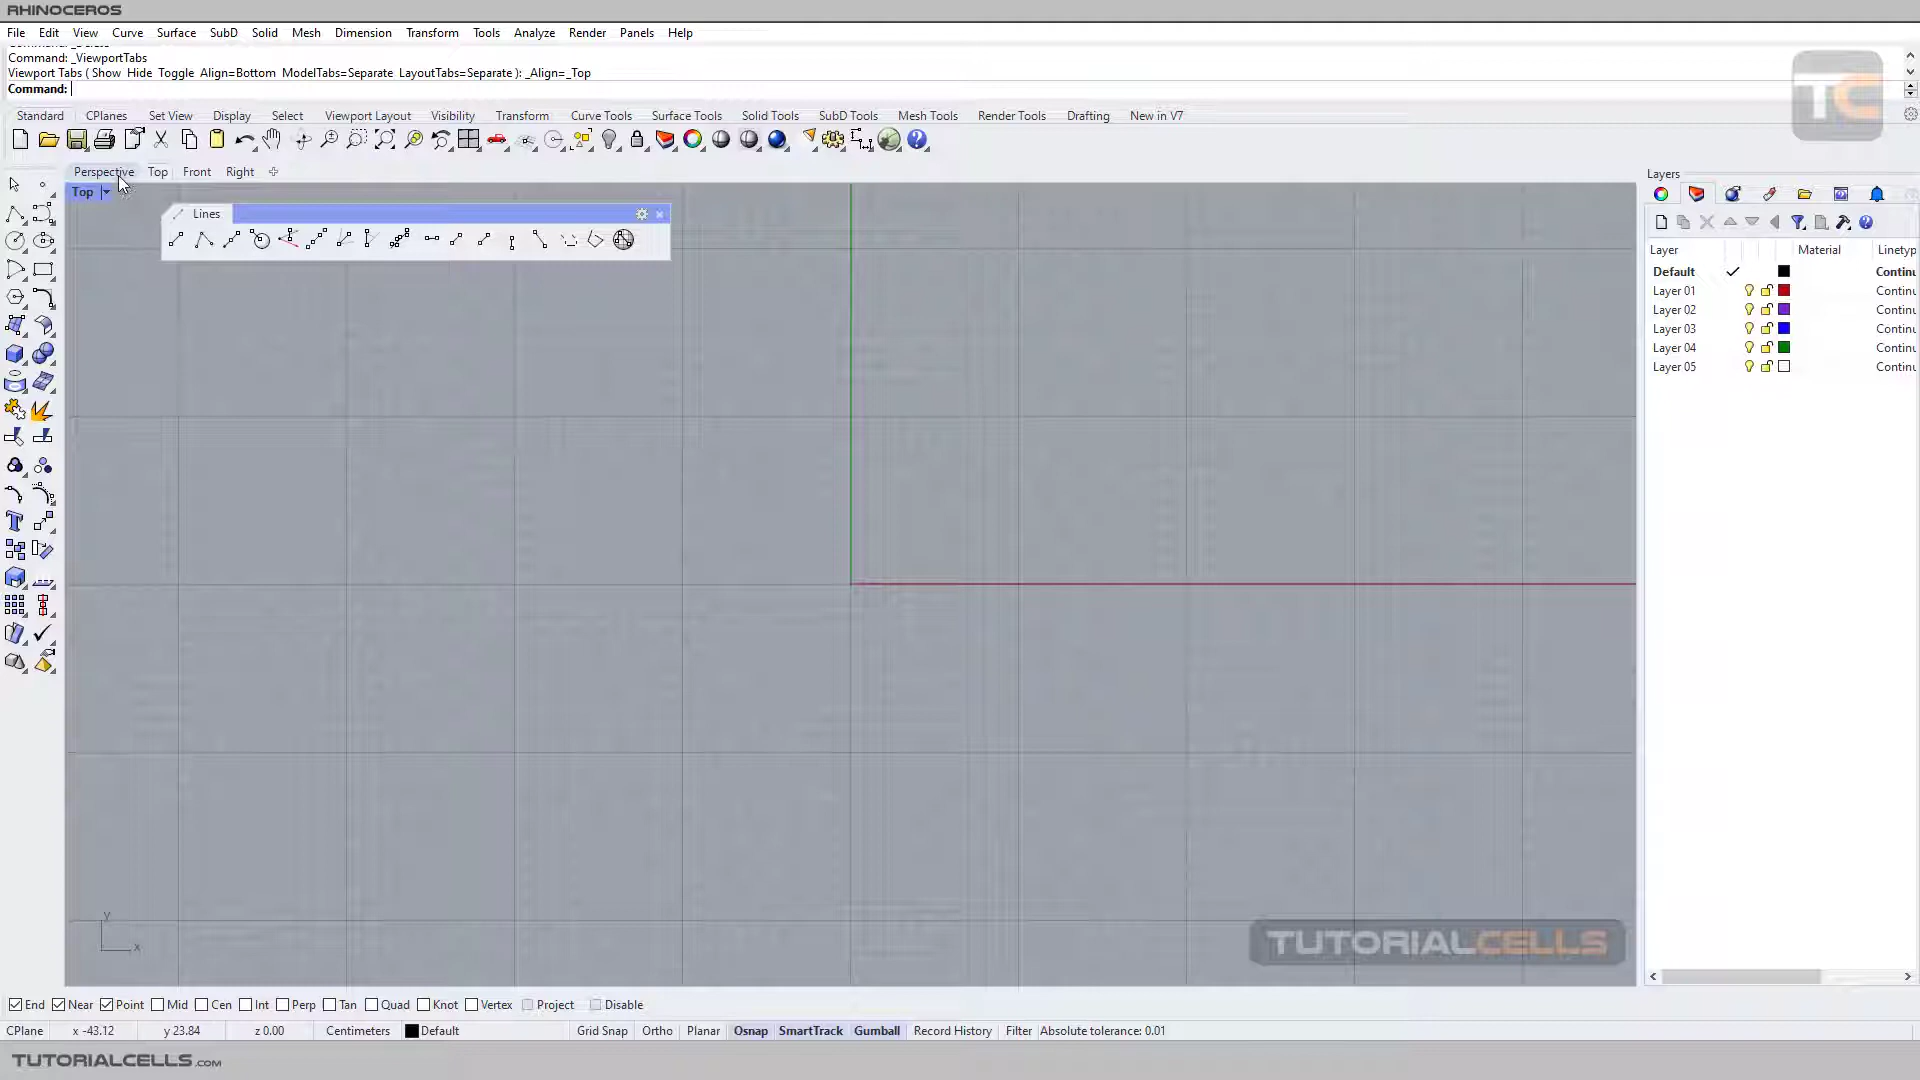 RHINOCEROS
File Edit View Curve Surface SubD Solid Mesh Dimension Transform Tools Analyze Render Panels Help
Command: _ViewportTabs
Viewport Tabs ( Show Hide Toggle Align=Bottom ModelTabs=Separate LayoutTabs=Separate ): _Align=_Top
Command:
TC
Standard CPlanes Set View Display Select Viewport Layout Visibility Transform Curve Tools Surface Tools Solid Tools SubD Tools Mesh Tools Render Tools Drafting New in V7
Perspective Top Front Right
Layers
Top
Lines
Layer Material Linetyp
Default Continu
Layer 01 Continu
Layer 02 Continu
Layer 03 Continu
Layer 04 Continu
Layer 05 Continu
y
x
TUTORIALCELLS
End Near Point Mid Cen Int Perp Tan Quad Knot Vertex Project Disable
CPlane x -43.12 y 23.84 z 0.00 Centimeters Default Grid Snap Ortho Planar Osnap SmartTrack Gumball Record History Filter Absolute tolerance: 0.01
TUTORIALCELLS.COM